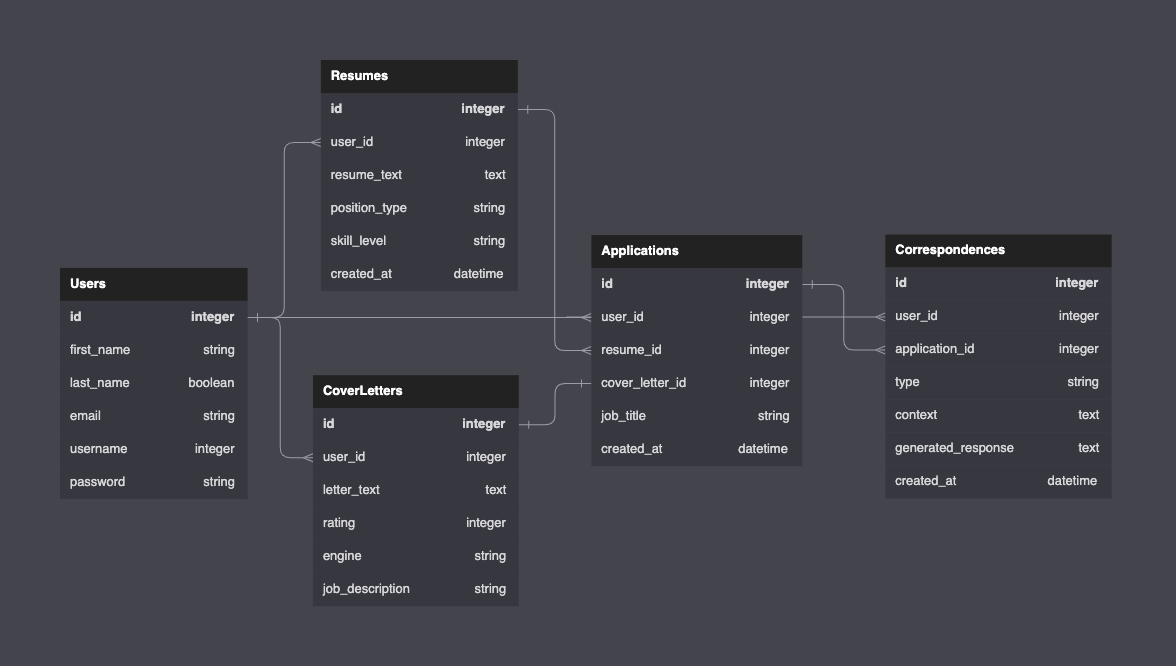 Resumes
id integer
user_id integer
resume_text text
position_type string
skill_level string
created_at datetime
Users
id integer
first_name string
last_name boolean
email string
username integer
password string
CoverLetters
id integer
user_id integer
letter_text text
rating integer
engine string
job_description string
Applications
id integer
user_id integer
resume_id integer
cover_letter_id integer
job_title string
created_at datetime
Correspondences
id integer
user_id integer
application_id integer
type string
context text
generated_response text
created_at datetime